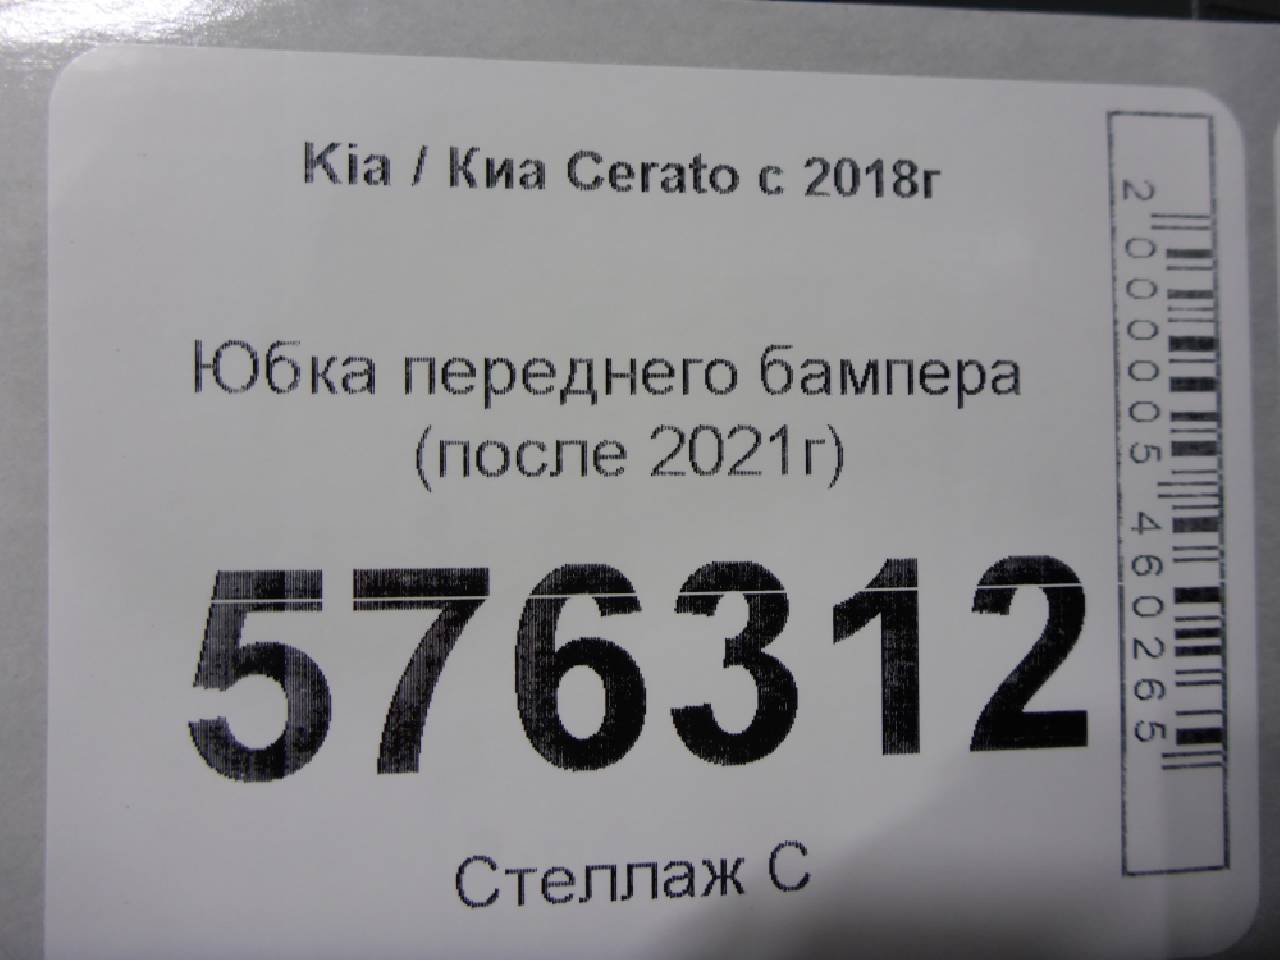 Kia / Киа Cerato с 2018г
Юбка переднего бампера
(после 2021г)
576312
Стеллаж С
2000005460265